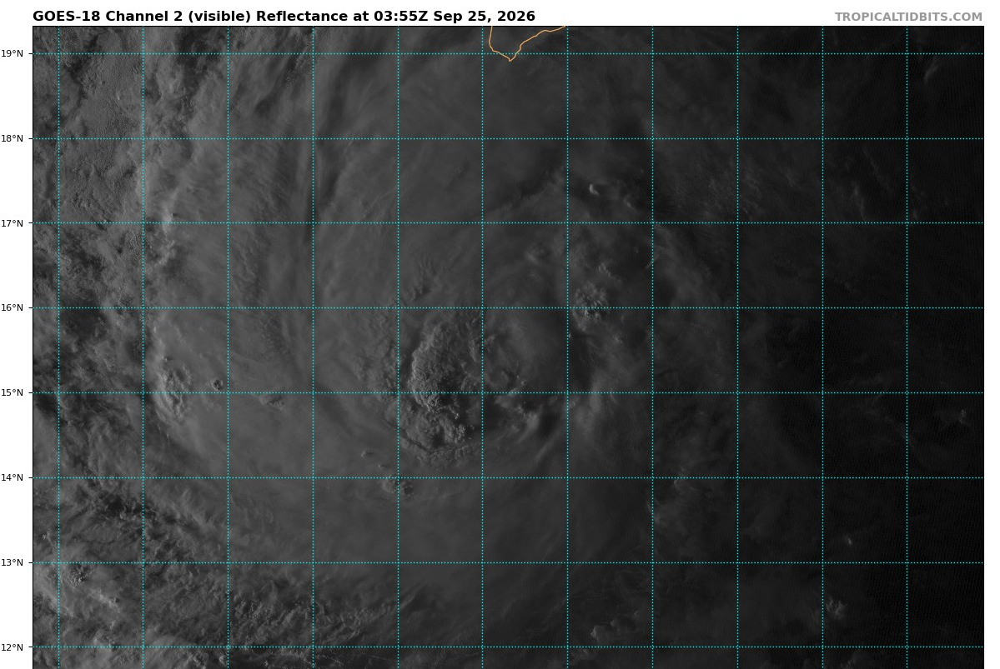 GOES-18 Channel 2 (visible) Reflectance at 03:55Z Sep 25, 2026
TROPICALTIDBITS.COM
19°N
18°N
17°N
16°N
15°N
14°N
13°N
12°N